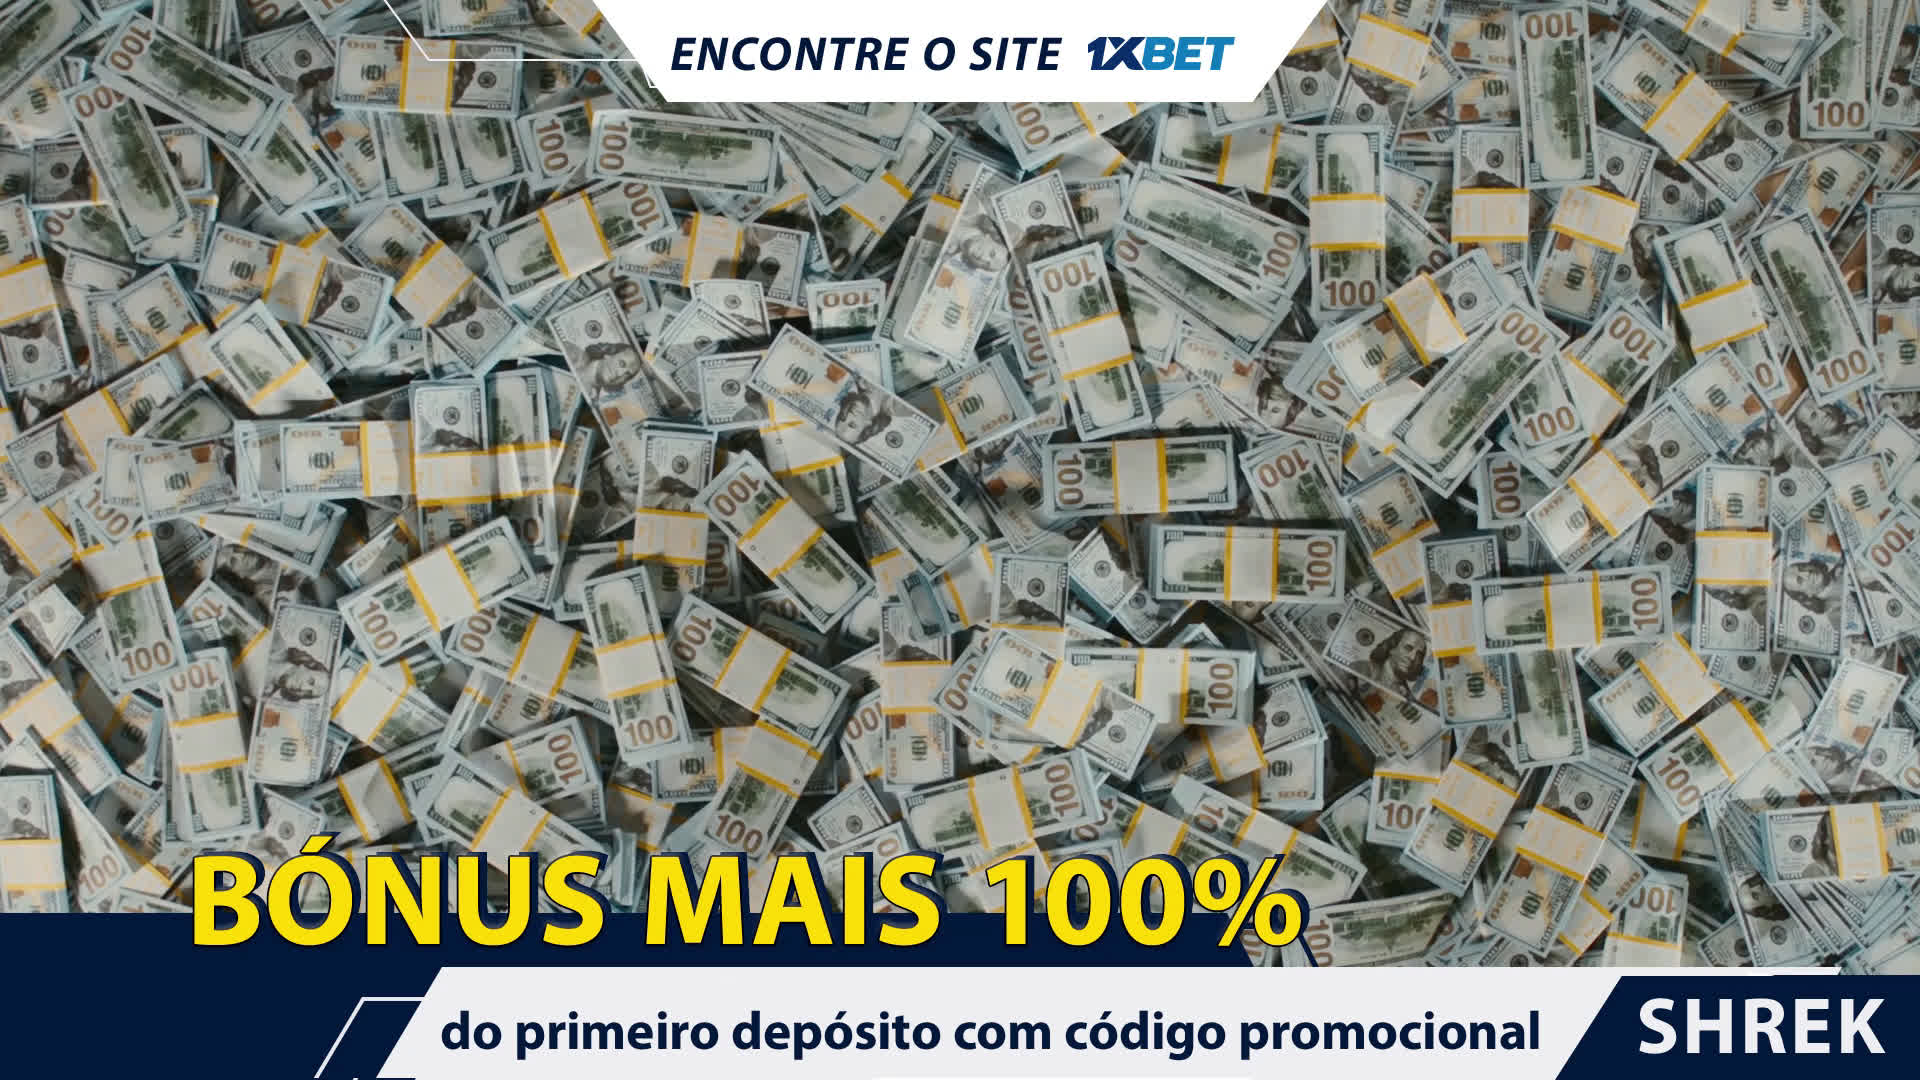 ENCONTRE O SITE 1XBET
BÓNUS MAIS 100%
do primeiro depósito com código promocional
SHREK